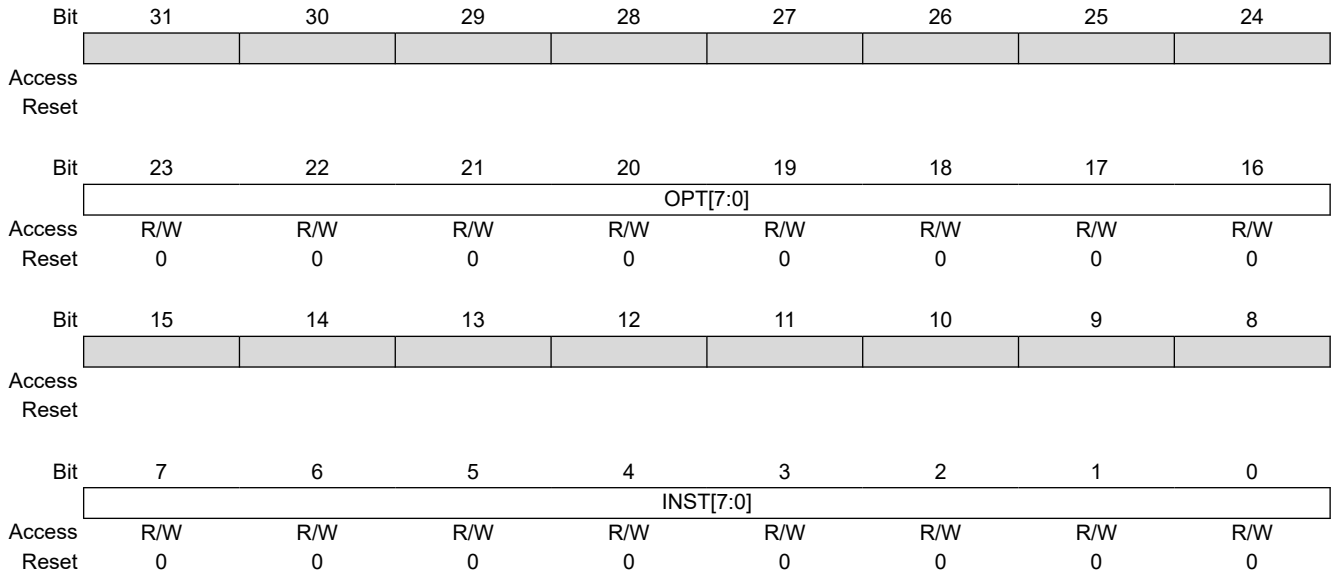 Bit 31 30 29 28 27 26 25 24
Access
Reset
Bit 23 22 21 20 19 18 17 16
OPT[7:0]
Access R/W R/W R/W R/W R/W R/W R/W R/W
Reset 0 0 0 0 0 0 0 0
Bit 15 14 13 12 11 10 9 8
Access
Reset
Bit 7 6 5 4 3 2 1 0
INST[7:0]
Access R/W R/W R/W R/W R/W R/W R/W R/W
Reset 0 0 0 0 0 0 0 0